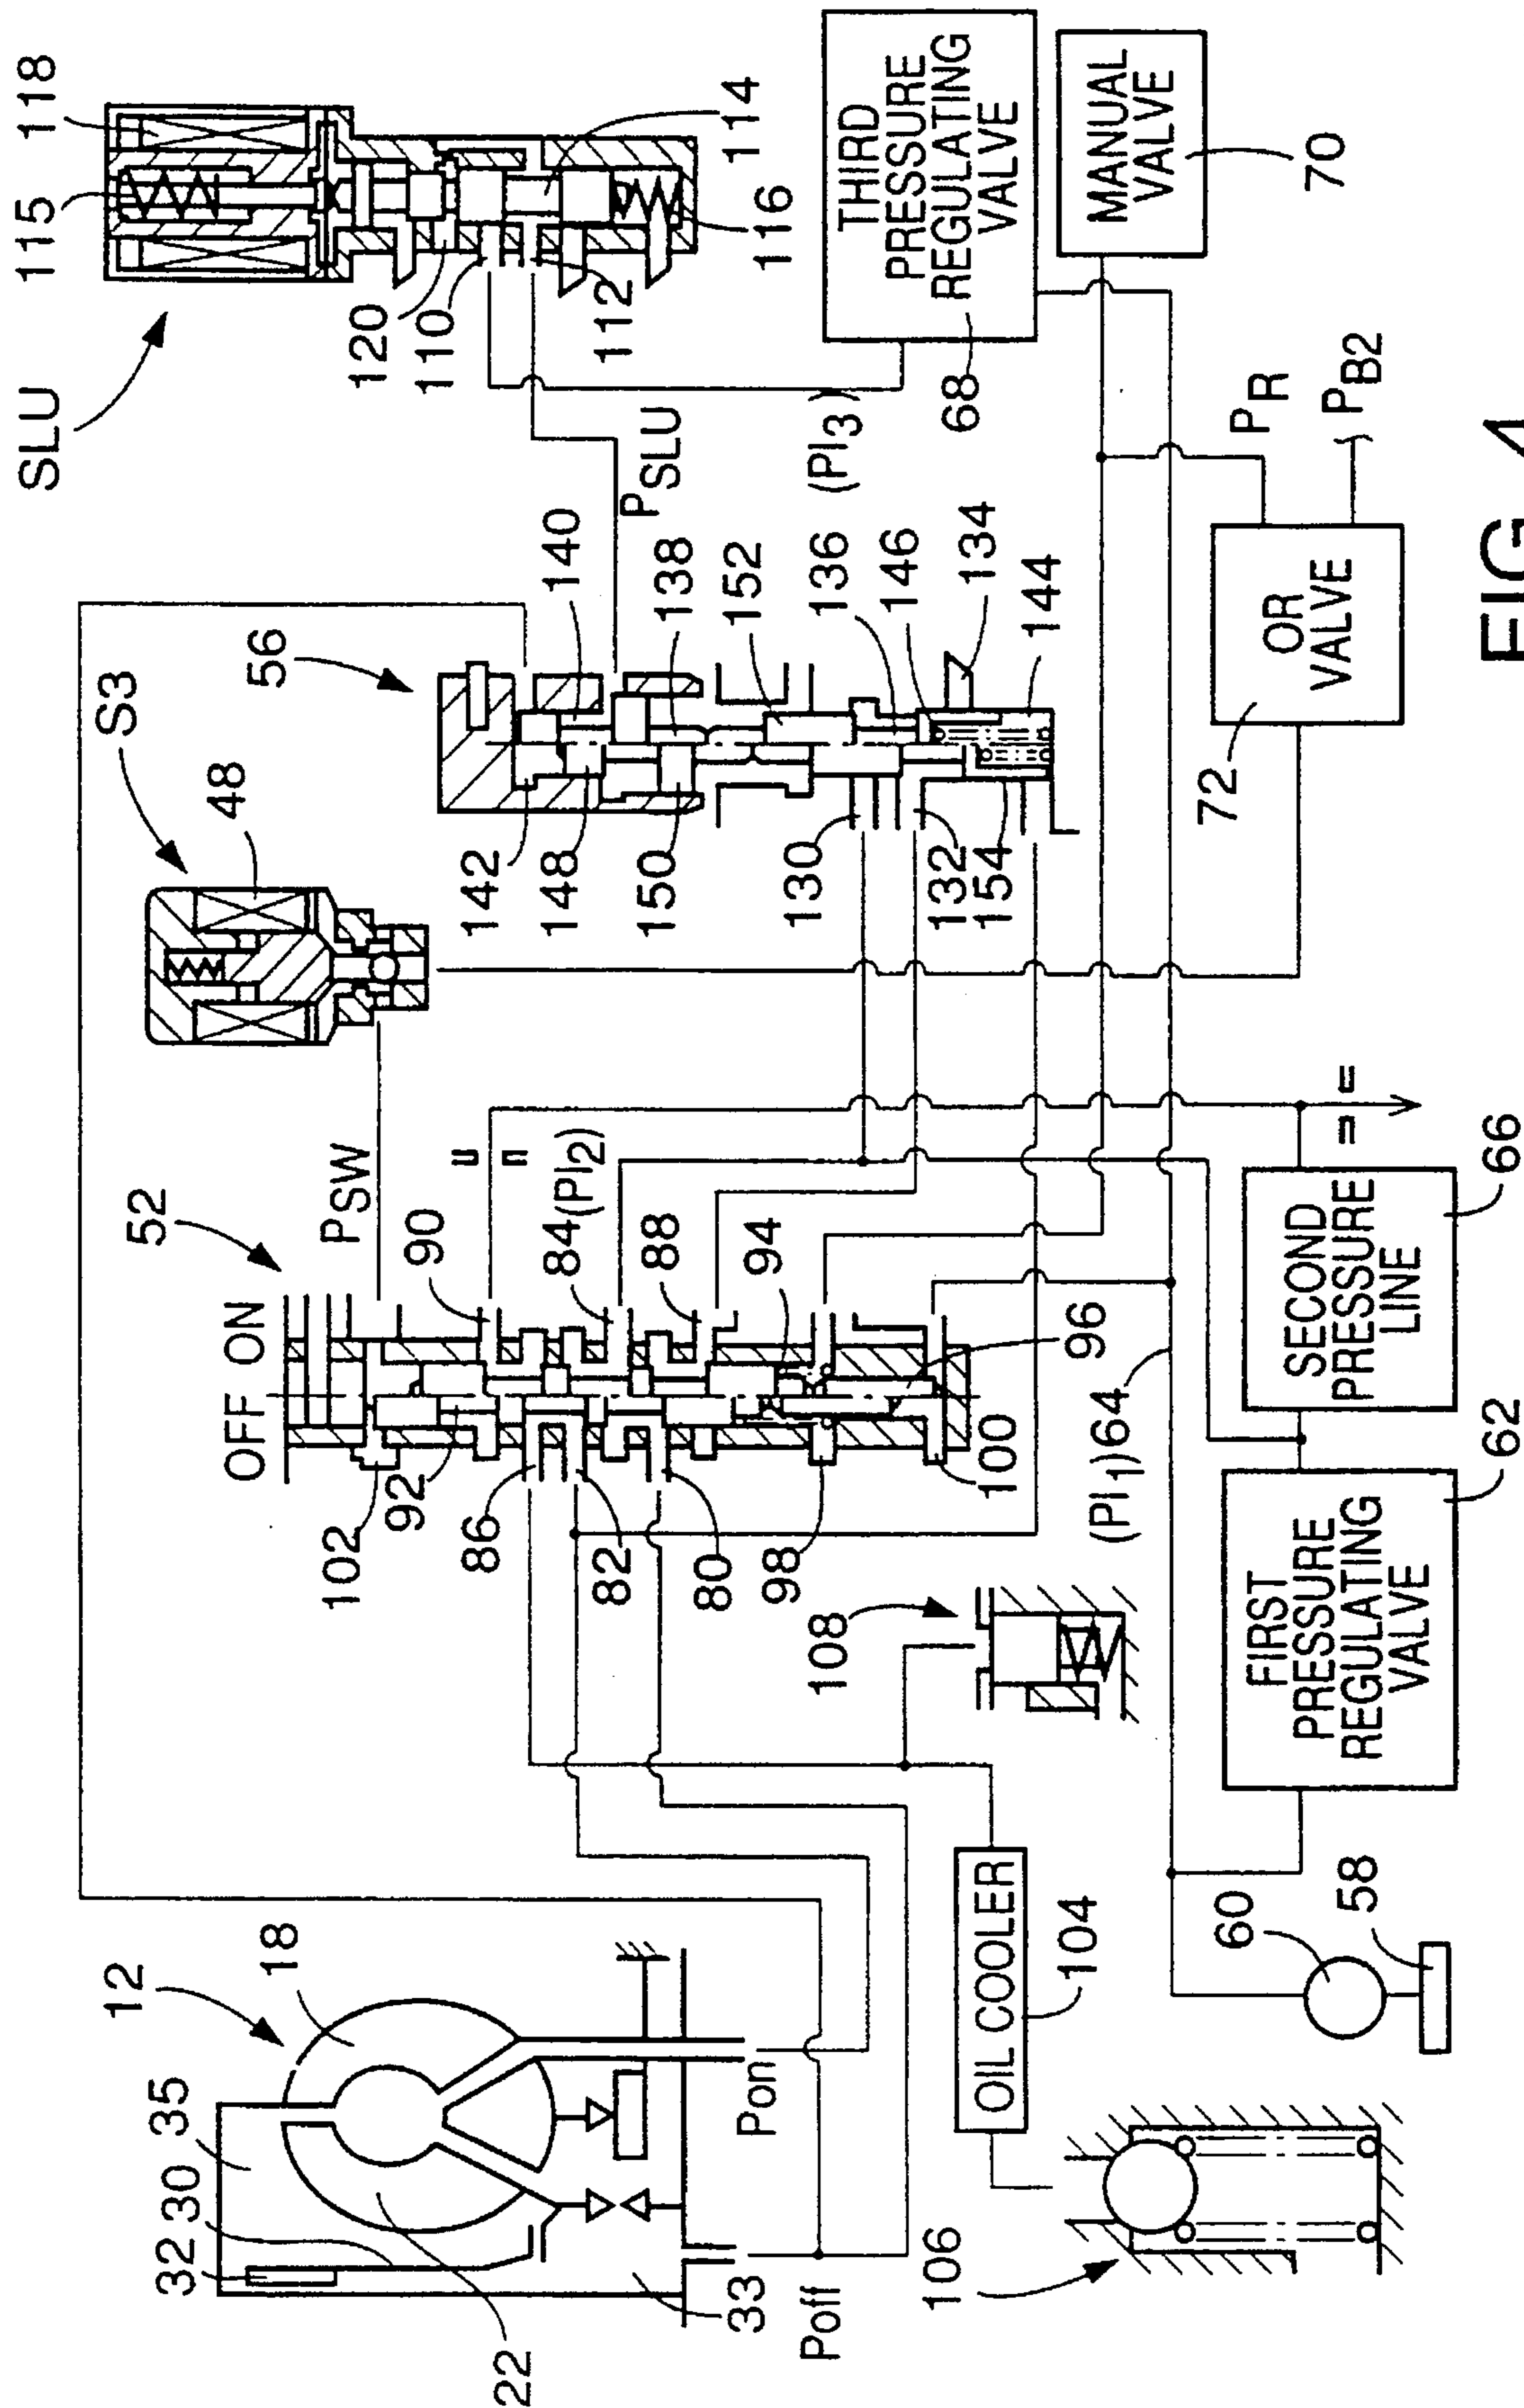 SLU
115
118
120
110
112
114
116
THIRD
PRESSURE
REGULATING
VALVE
68
MANUAL
VALVE
70
(Pl3)
PSLU
S3
48
56
140
138
152
136
146
134
144
142
148
150
130
132
154
PR
PB2
OR
VALVE
72
52
OFF ON
PSW
90
84(Pl2)
88
94
96
102
92
86
82
80
98
100
(Pl1)64
SECOND
PRESSURE
LINE
66
FIRST
PRESSURE
REGULATING
VALVE
62
108
12
18
35
30
32
22
33
Pon
Poff
OIL COOLER
104
106
60
58
FIG. 4